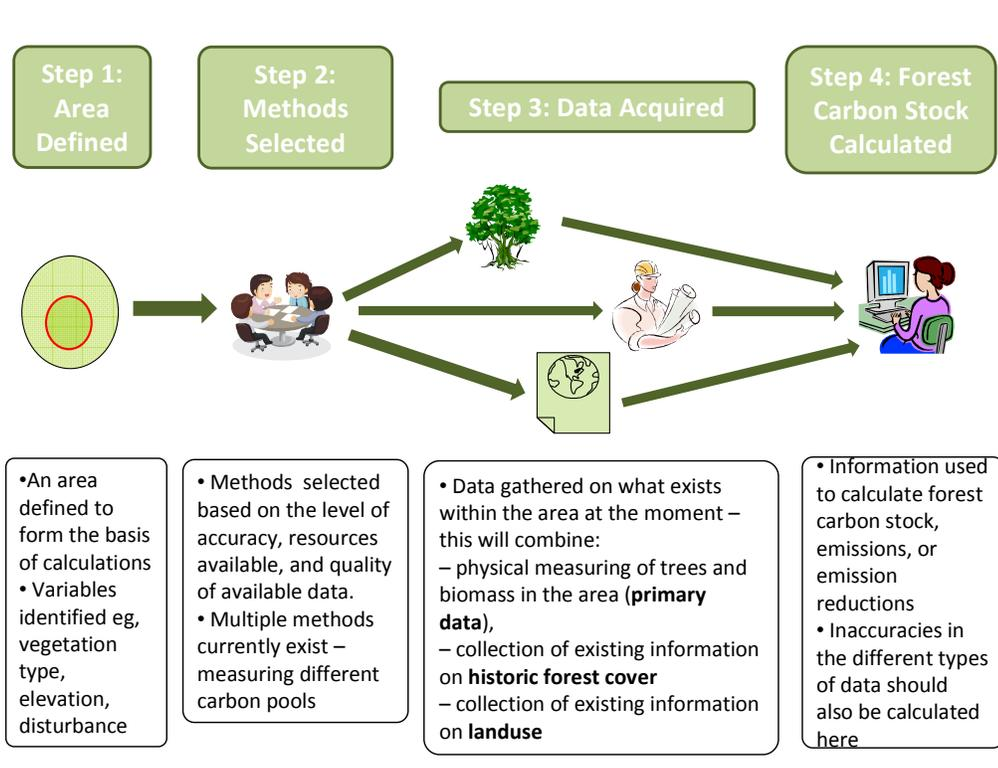 Step 1:
Area
Defined
Step 2:
Methods
Selected
Step 3: Data Acquired
Step 4: Forest
Carbon Stock
Calculated
•An area
defined to
form the basis
of calculations
• Variables
identified eg,
vegetation
type,
elevation,
disturbance
• Methods  selected
based on the level of
accuracy, resources
available, and quality
of available data.
• Multiple methods
currently exist –
measuring different
carbon pools
• Data gathered on what exists
within the area at the moment –
this will combine:
– physical measuring of trees and
biomass in the area (primary
data),
– collection of existing information
on historic forest cover
– collection of existing information
on landuse
• Information used
to calculate forest
carbon stock,
emissions, or
emission
reductions
• Inaccuracies in
the different types
of data should
also be calculated
here